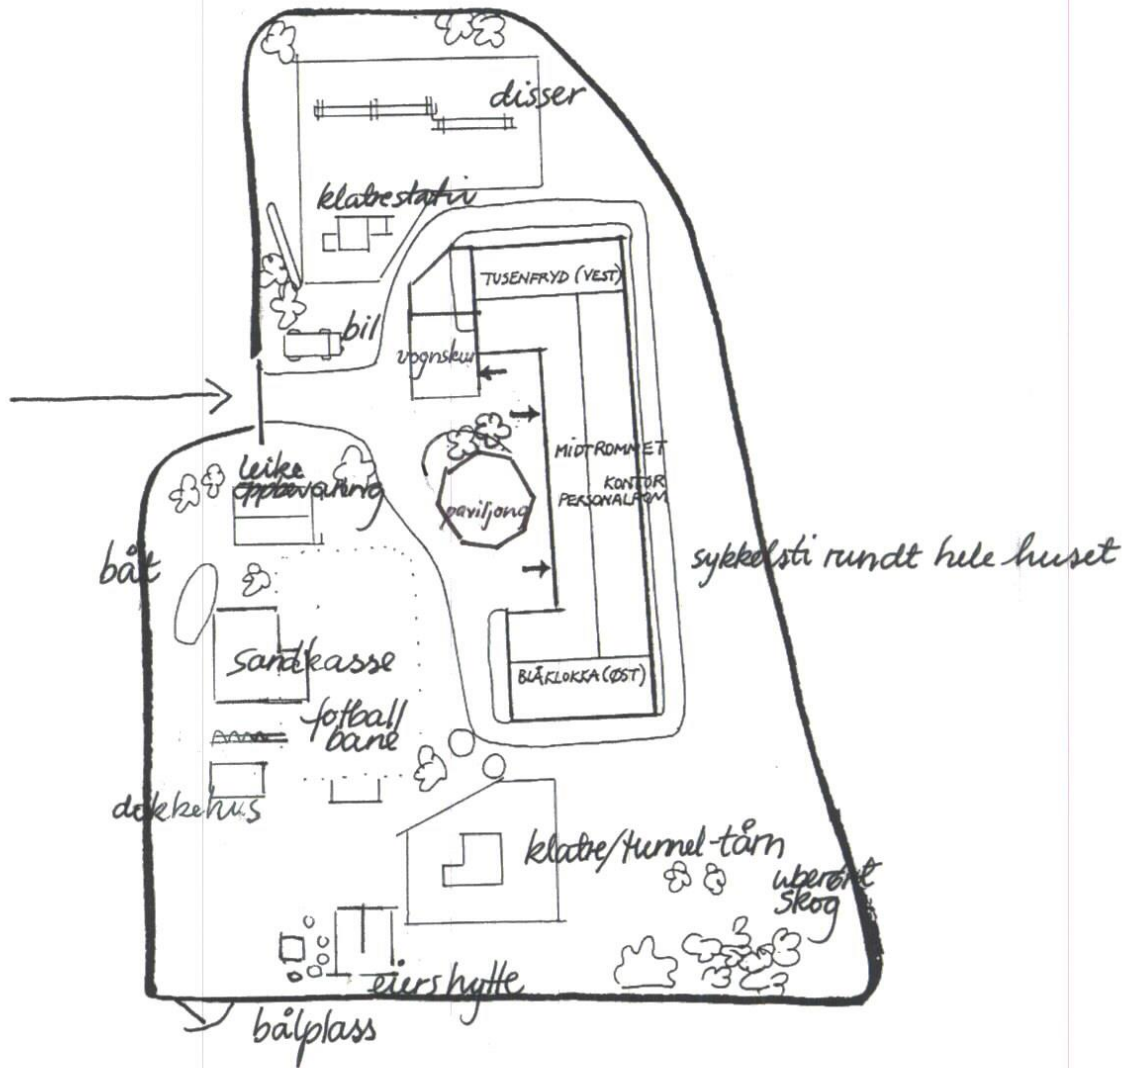 disser
klatrestativ
TUSENFRYD (VEST)
bil
vognskur
MIDTROMMET
KONTOR
PERSONALROM
leike
oppbevaring
paviljong
båt
sykkelsti rundt hele huset
sandkasse
BLÅKLOKKA (ØST)
fotball
bane
dokkehus
klatre/tunnel-tårn
uberørt
skog
eiershytte
bålplass